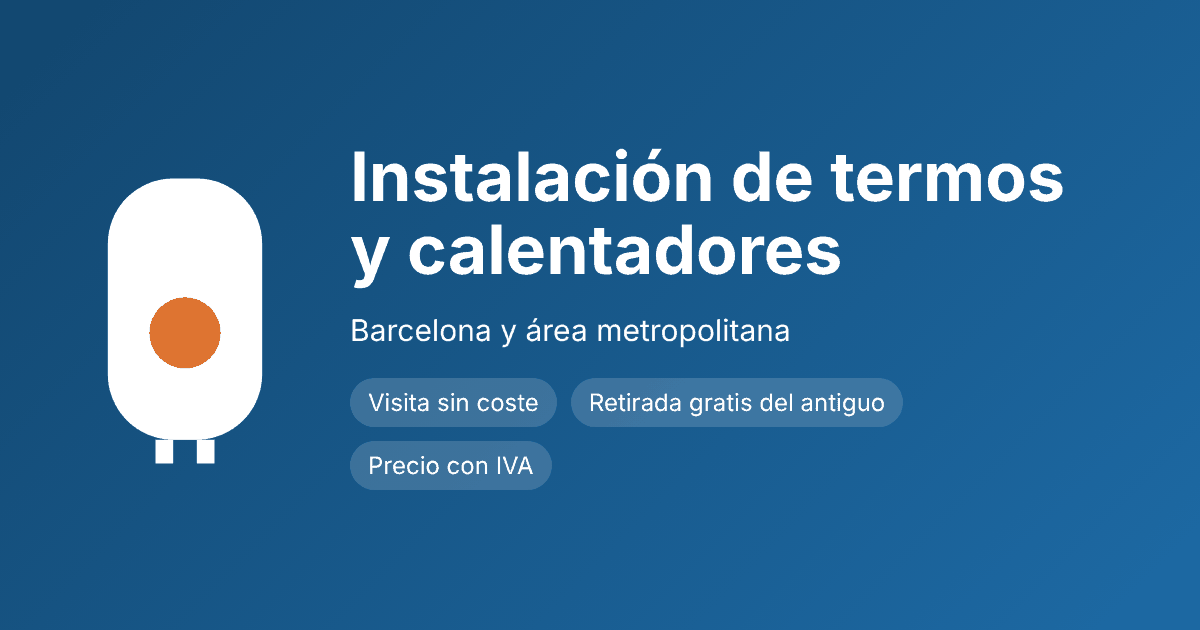 Instalación de termos
y calentadores
Barcelona y área metropolitana
Visita sin coste
Retirada gratis del antiguo
Precio con IVA